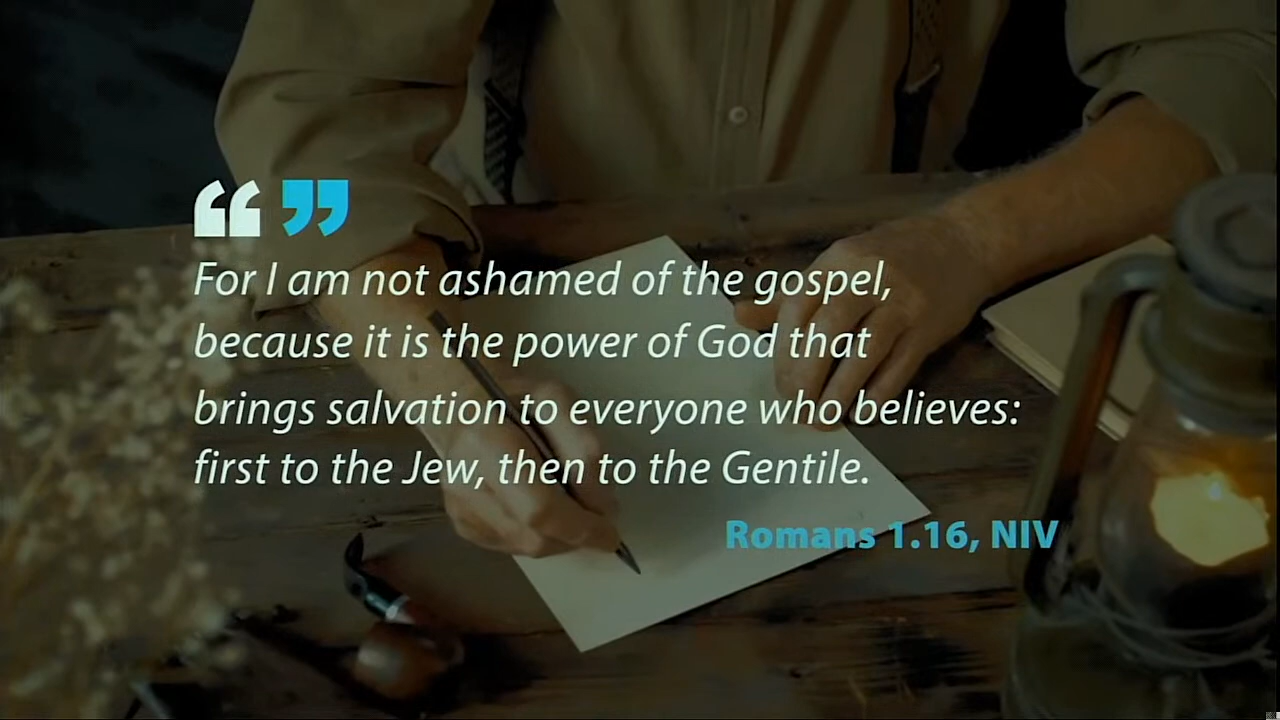 “ ”
For I am not ashamed of the gospel,
because it is the power of God that
brings salvation to everyone who believes:
first to the Jew, then to the Gentile.
Romans 1.16, NIV